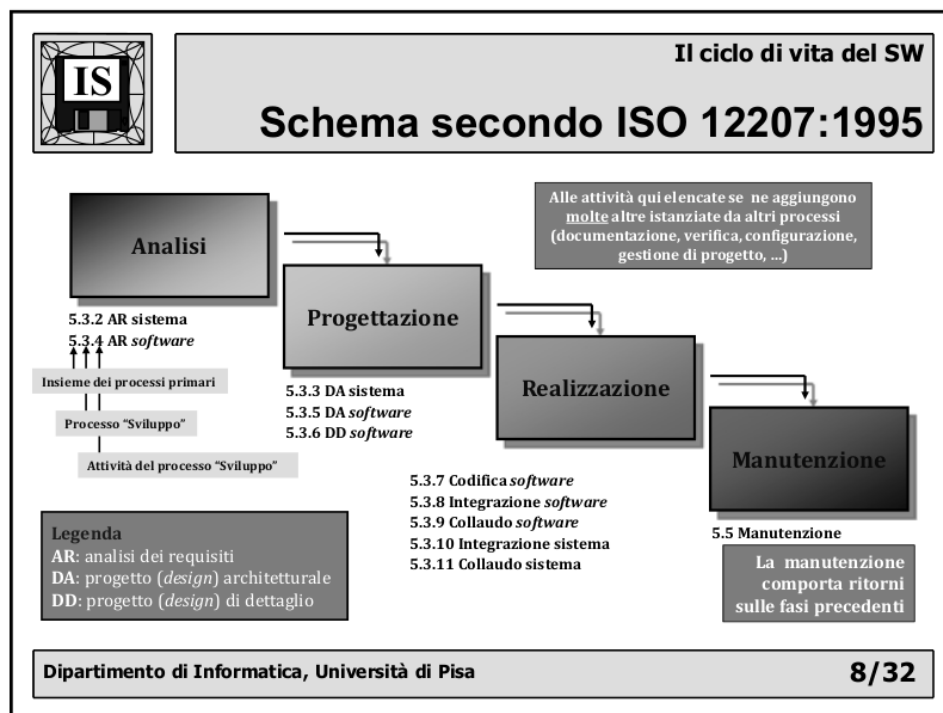 IS
Il ciclo di vita del SW
Schema secondo ISO 12207:1995
Alle attività qui elencate se ne aggiungono
molte altre istanziate da altri processi
(documentazione, verifica, configurazione,
gestione di progetto, …)
Analisi
5.3.2 AR sistema
5.3.4 AR software
Insieme dei processi primari
Processo “Sviluppo”
Attività del processo “Sviluppo”
Progettazione
5.3.3 DA sistema
5.3.5 DA software
5.3.6 DD software
Realizzazione
5.3.7 Codifica software
5.3.8 Integrazione software
5.3.9 Collaudo software
5.3.10 Integrazione sistema
5.3.11 Collaudo sistema
Manutenzione
5.5 Manutenzione
La manutenzione
comporta ritorni
sulle fasi precedenti
Legenda
AR: analisi dei requisiti
DA: progetto (design) architetturale
DD: progetto (design) di dettaglio
Dipartimento di Informatica, Università di Pisa
8/32